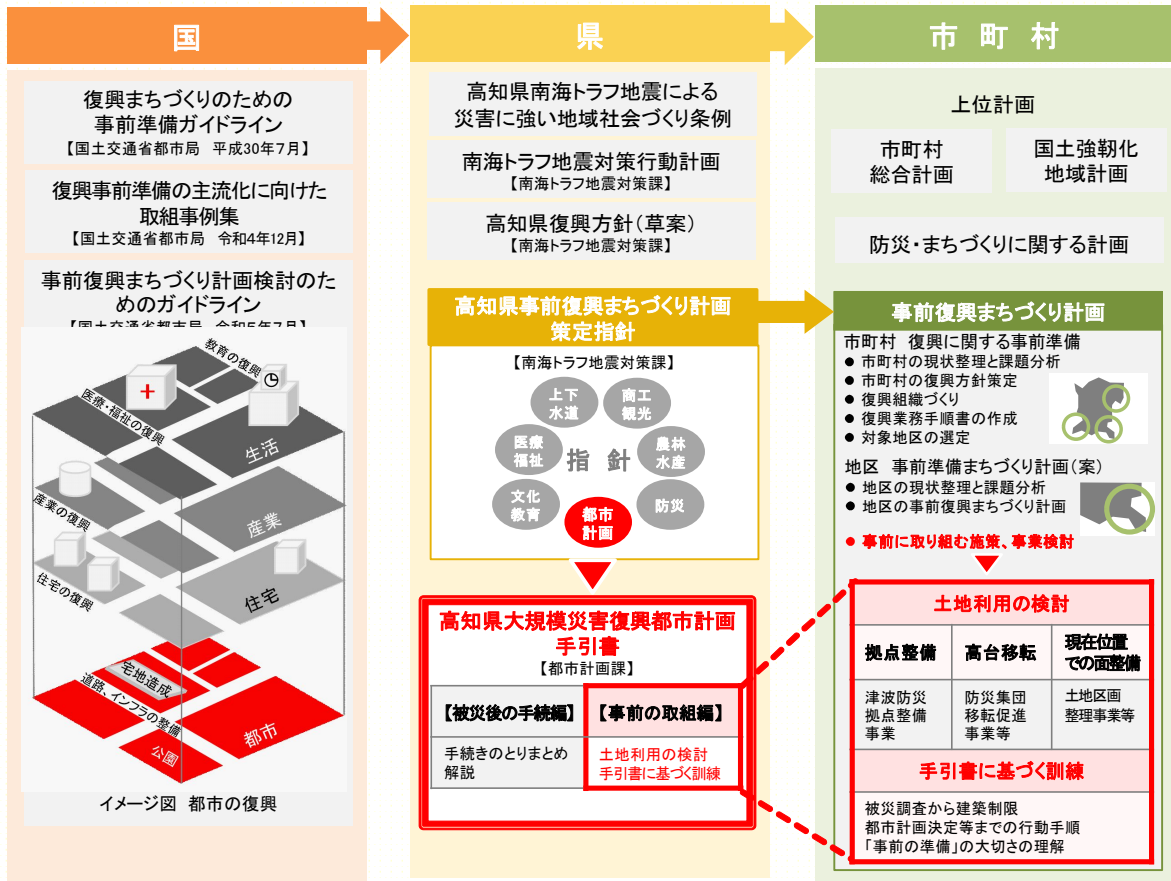 国
復興まちづくりのための
事前準備ガイドライン
【国土交通省都市局　平成30年7月】
復興事前準備の主流化に向けた
取組事例集
【国土交通省都市局　令和4年12月】
事前復興まちづくり計画検討のた
めのガイドライン
【国土交通省都市局　令和5年7月】
教育の復興
医療・福祉の復興
生活
産業の復興
産業
住宅の復興
住宅
宅地造成
道路、インフラの整備
都市
公園
イメージ図 都市の復興
県
高知県南海トラフ地震による
災害に強い地域社会づくり条例
南海トラフ地震対策行動計画
【南海トラフ地震対策課】
高知県復興方針（草案）
【南海トラフ地震対策課】
高知県事前復興まちづくり計画
策定指針
【南海トラフ地震対策課】
上下
水道
商工
観光
医療
福祉
指 針
農林
水産
文化
教育
都市
計画
防災
高知県大規模災害復興都市計画
手引書
【都市計画課】
【被災後の手続編】
【事前の取組編】
手続きのとりまとめ
解説
土地利用の検討
手引書に基づく訓練
市 町 村
上位計画
市町村
総合計画
国土強靭化
地域計画
防災・まちづくりに関する計画
事前復興まちづくり計画
市町村 復興に関する事前準備
● 市町村の現状整理と課題分析
● 市町村の復興方針策定
● 復興組織づくり
● 復興業務手順書の作成
● 対象地区の選定
地区 事前準備まちづくり計画（案）
● 地区の現状整理と課題分析
● 地区の事前復興まちづくり計画
● 事前に取り組む施策、事業検討
土地利用の検討
拠点整備
高台移転
現在位置
での面整備
津波防災
拠点整備
事業
防災集団
移転促進
事業等
土地区画
整理事業等
手引書に基づく訓練
被災調査から建築制限
都市計画決定等までの行動手順
「事前の準備」の大切さの理解